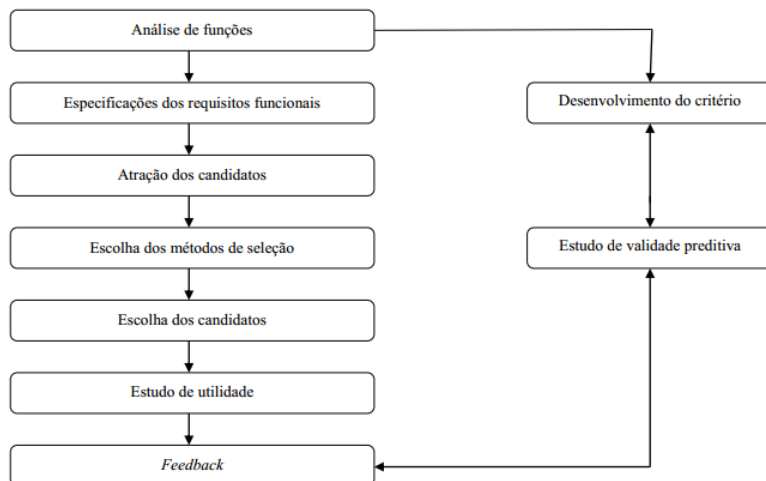 Análise de funções
Especificações dos requisitos funcionais
Desenvolvimento do critério
Atração dos candidatos
Escolha dos métodos de seleção
Estudo de validade preditiva
Escolha dos candidatos
Estudo de utilidade
Feedback